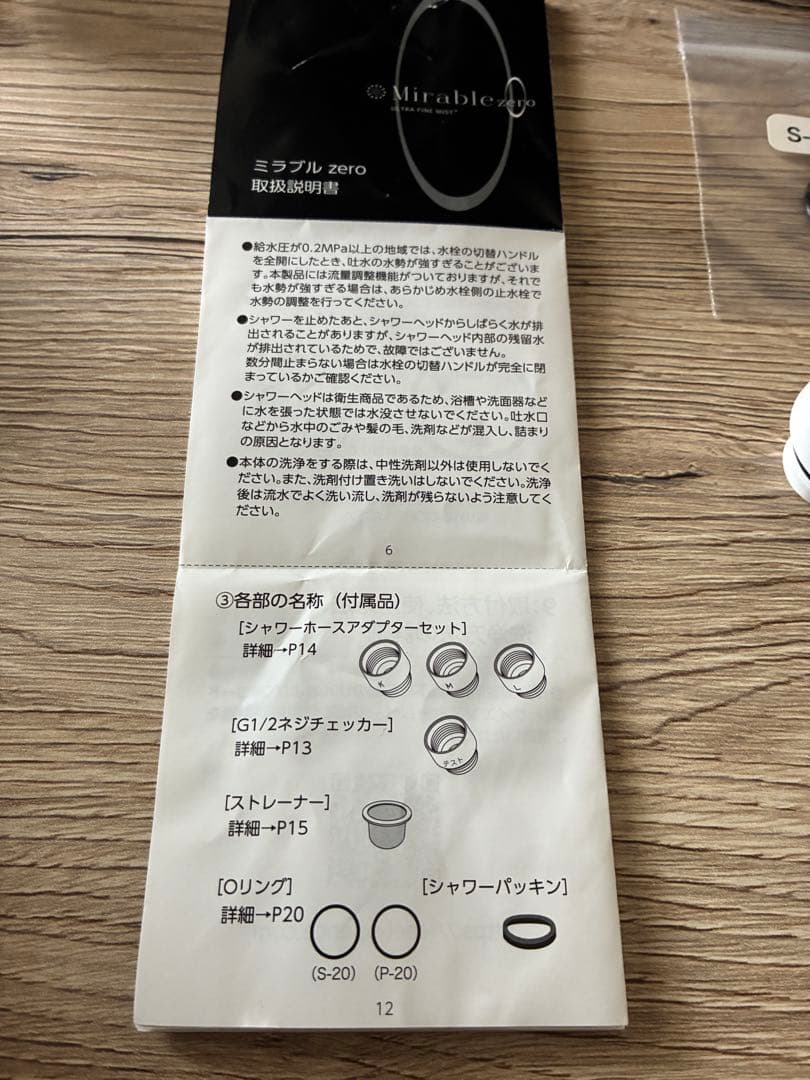 Mirable zero
ULTRA FINE MIST
ミラブル zero
取扱説明書
S-
●給水圧が0.2MPa以上の地域では、水栓の切替ハンドル
を全開にしたとき、吐水の水勢が強すぎることがございま
す。本製品には流量調整機能がついておりますが、それで
も水勢が強すぎる場合は、あらかじめ水栓側の止水栓で
水勢の調整を行ってください。
●シャワーを止めたあと、シャワーヘッドからしばらく水が排
出されることがありますが、シャワーヘッド内部の残留水
が排出されているためで、故障ではございません。
数分間止まらない場合は水栓の切替ハンドルが完全に閉
まっているかご確認ください。
●シャワーヘッドは衛生商品であるため、浴槽や洗面器など
に水を張った状態では水没させないでください。吐水口
などから水中のごみや髪の毛、洗剤などが混入し、詰まり
の原因となります。
●本体の洗浄をする際は、中性洗剤以外は使用しないでく
ださい。また、洗剤付け置き洗いはしないでください。洗浄
後は流水でよく洗い流し、洗剤が残らないよう注意してく
ださい。
6
③各部の名称（付属品）
[シャワーホースアダプターセット]
詳細→P14
K M L
[G1/2ネジチェッカー]
詳細→P13
テスト
[ストレーナー]
詳細→P15
[Oリング] [シャワーパッキン]
詳細→P20
(S-20) (P-20)
12